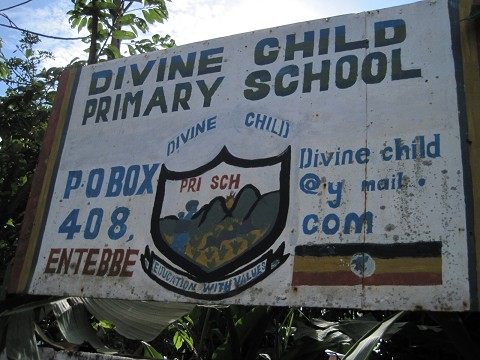 DIVINE CHILD
PRIMARY SCHOOL
DIVINE CHILD
PRI SCH
EDUCATION WITH VALUES
P.O BOX
408,
ENTEBBE
Divine child
@y mail.
com